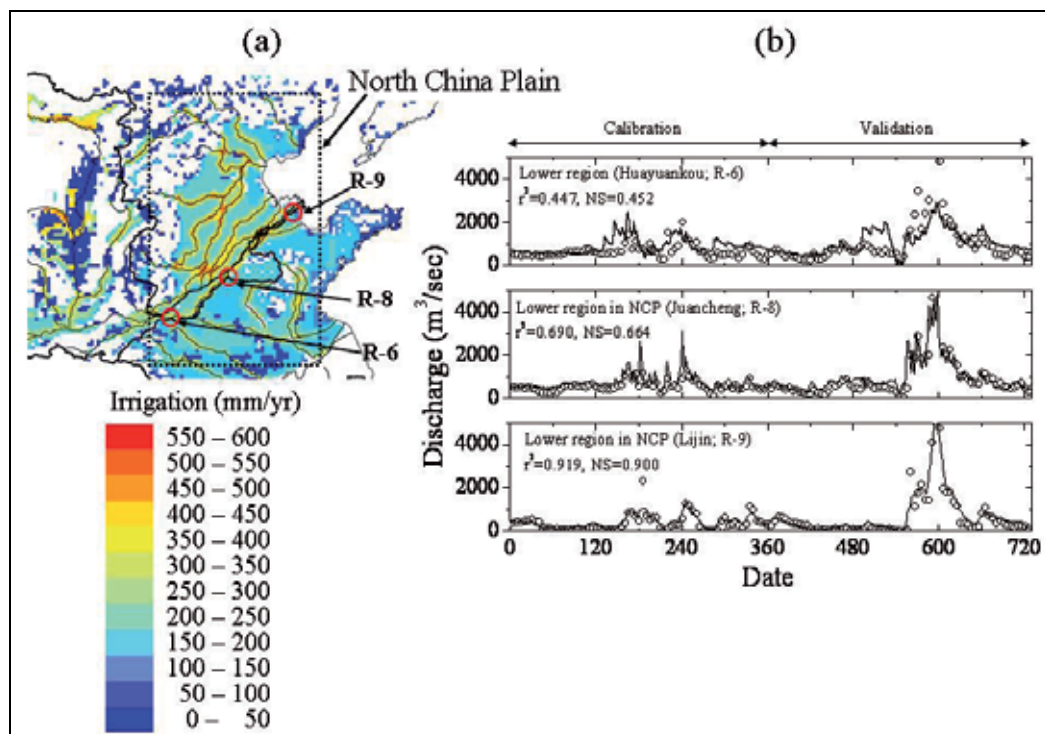 (a)
(b)
North China Plain
R-9
R-8
R-6
Irrigation (mm/yr)
550 – 600
500 – 550
450 – 500
400 – 450
350 – 400
300 – 350
250 – 300
200 – 250
150 – 200
100 – 150
50 – 100
0 – 50
Calibration
Validation
Discharge (m³/sec)
4000
2000
0
Lower region (Huayuankou; R-6)
r²=0.447, NS=0.452
4000
2000
0
Lower region in NCP (Juancheng; R-8)
r²=0.690, NS=0.664
4000
2000
0
Lower region in NCP (Lijin; R-9)
r²=0.919, NS=0.900
0 120 240 360 480 600 720
Date